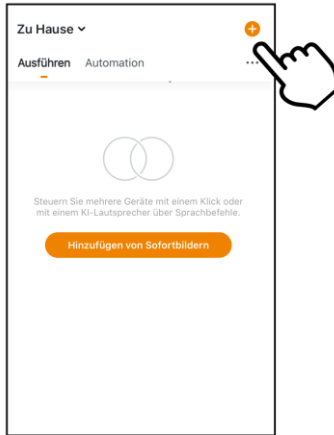 Zu Hause
Ausführen Automation ...
Steuern Sie mehrere Geräte mit einem Klick oder
mit einem KI-Lautsprecher über Sprachbefehle.
Hinzufügen von Sofortbildern